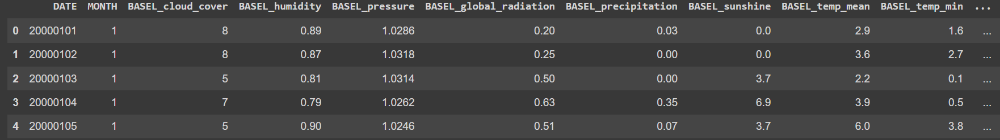 DATE MONTH BASEL_cloud_cover BASEL_humidity BASEL_pressure BASEL_global_radiation BASEL_precipitation BASEL_sunshine BASEL_temp_mean BASEL_temp_min ...
0 20000101 1 8 0.89 1.0286 0.20 0.03 0.0 2.9 1.6 ...
1 20000102 1 8 0.87 1.0318 0.25 0.00 0.0 3.6 2.7 ...
2 20000103 1 5 0.81 1.0314 0.50 0.00 3.7 2.2 0.1 ...
3 20000104 1 7 0.79 1.0262 0.63 0.35 6.9 3.9 0.5 ...
4 20000105 1 5 0.90 1.0246 0.51 0.07 3.7 6.0 3.8 ...